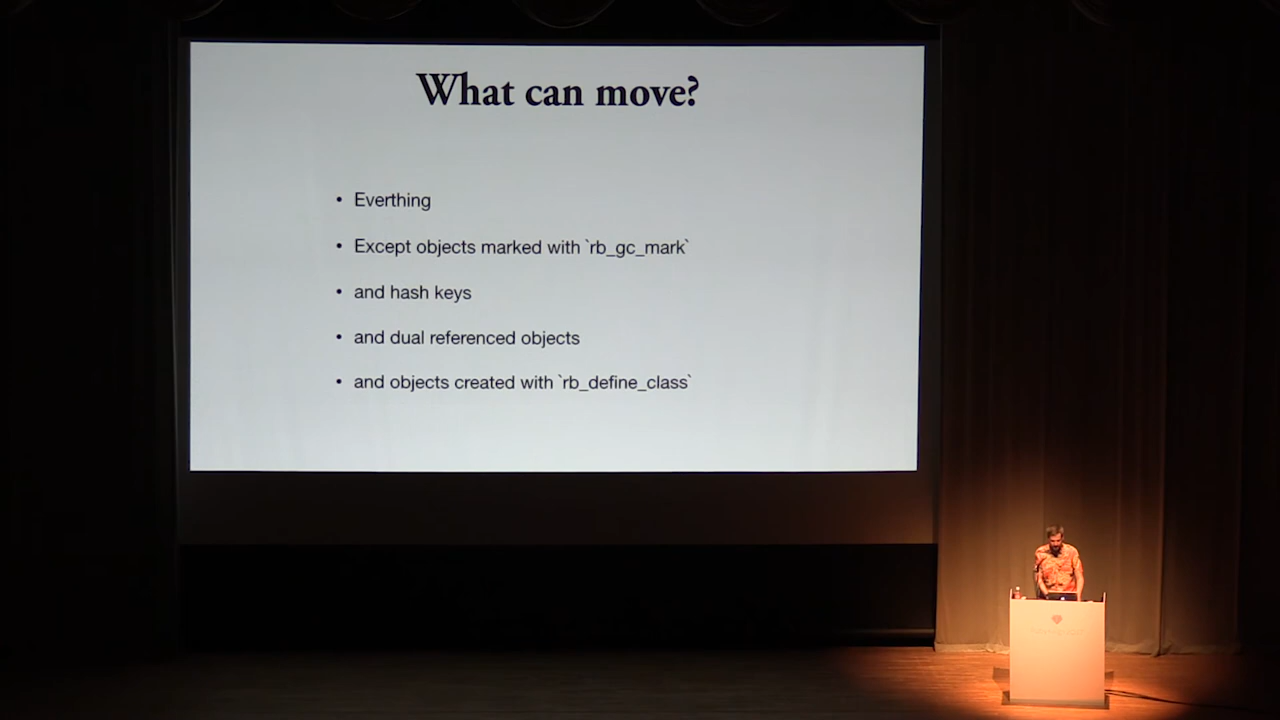 What can move?
• Everthing
• Except objects marked with `rb_gc_mark`
• and hash keys
• and dual referenced objects
• and objects created with `rb_define_class`